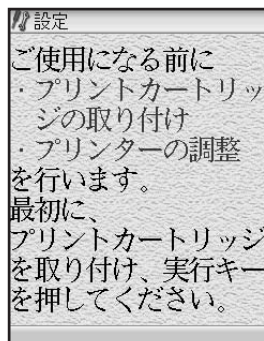 設定
ご使用になる前に
・プリントカートリッ
ジの取り付け
・プリンターの調整
を行います。
最初に、
プリントカートリッジ
を取り付け、実行キー
を押してください。